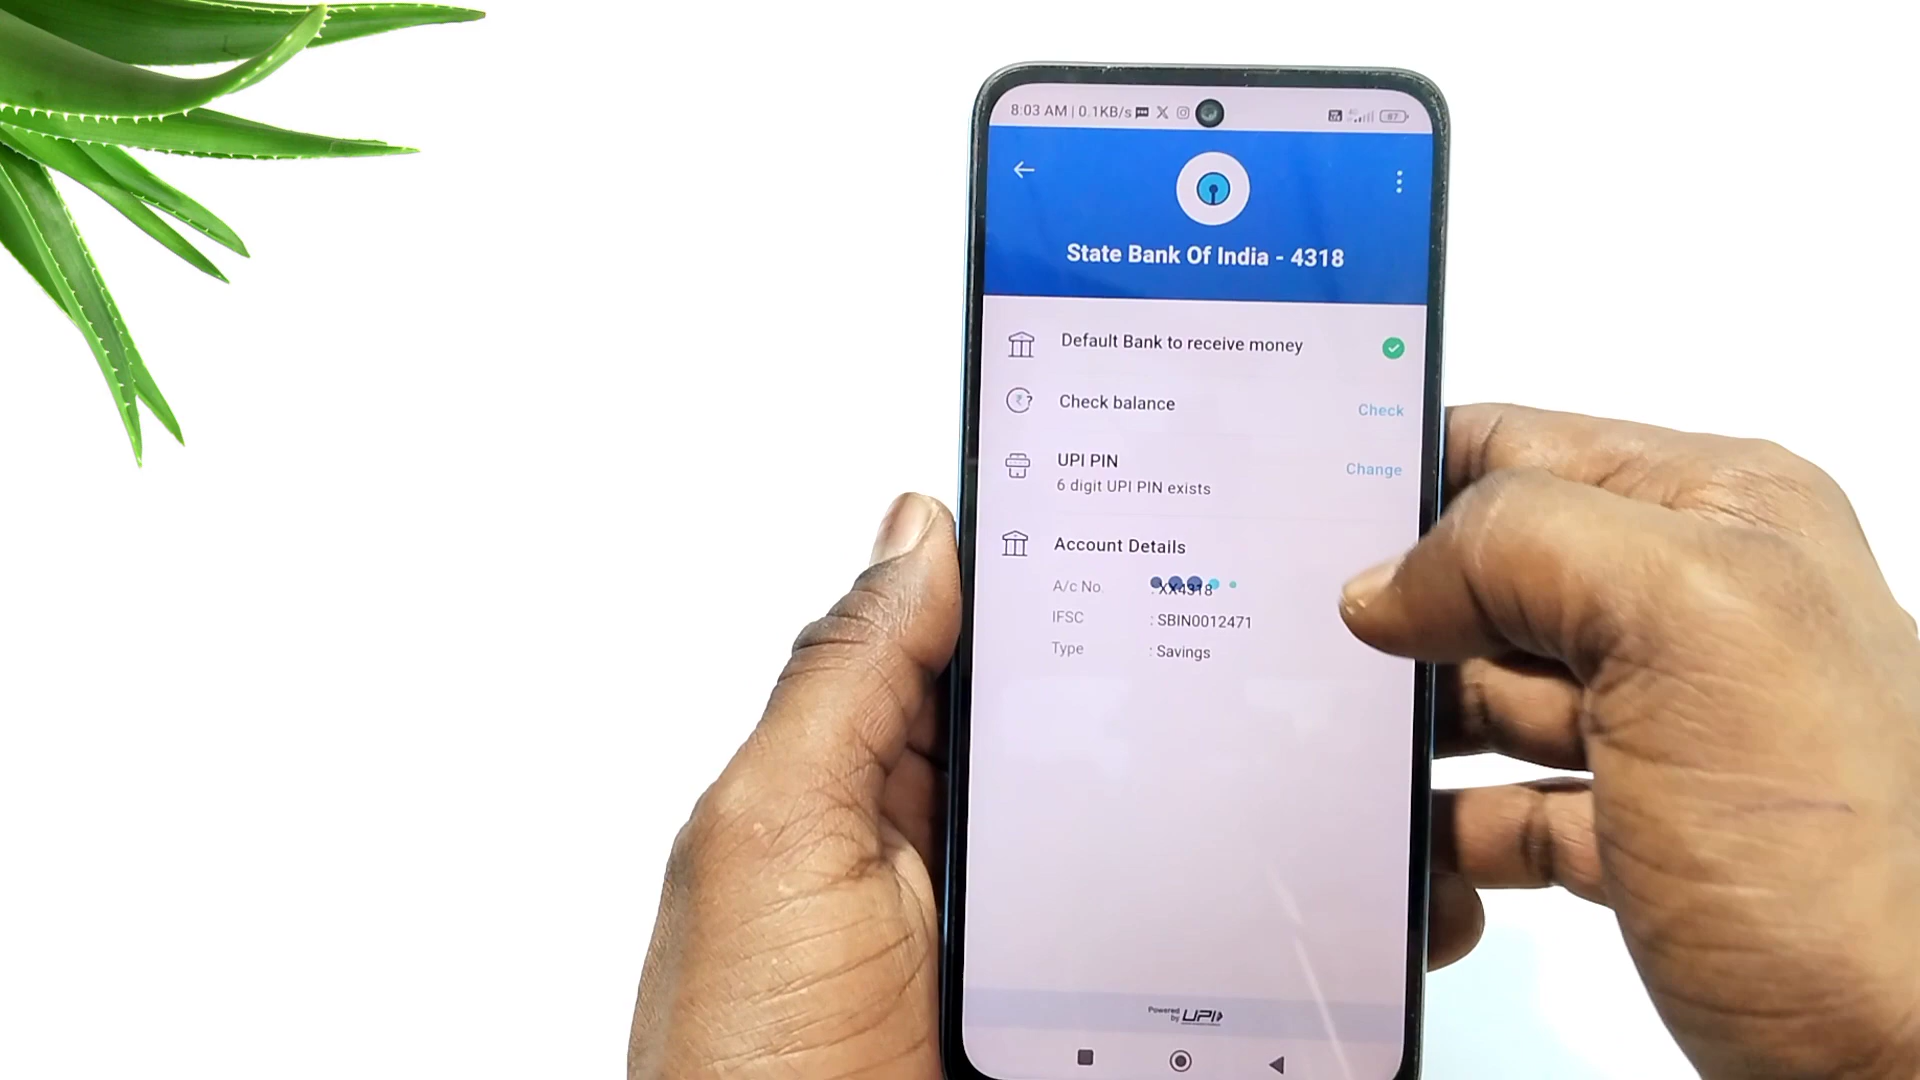 8:03 AM | 0.1KB/s
87
State Bank Of India - 4318
Default Bank to receive money
Check balance
Check
UPI PIN
Change
6 digit UPI PIN exists
Account Details
A/c No. : XX4318
IFSC : SBIN0012471
Type : Savings
Powered by UPI